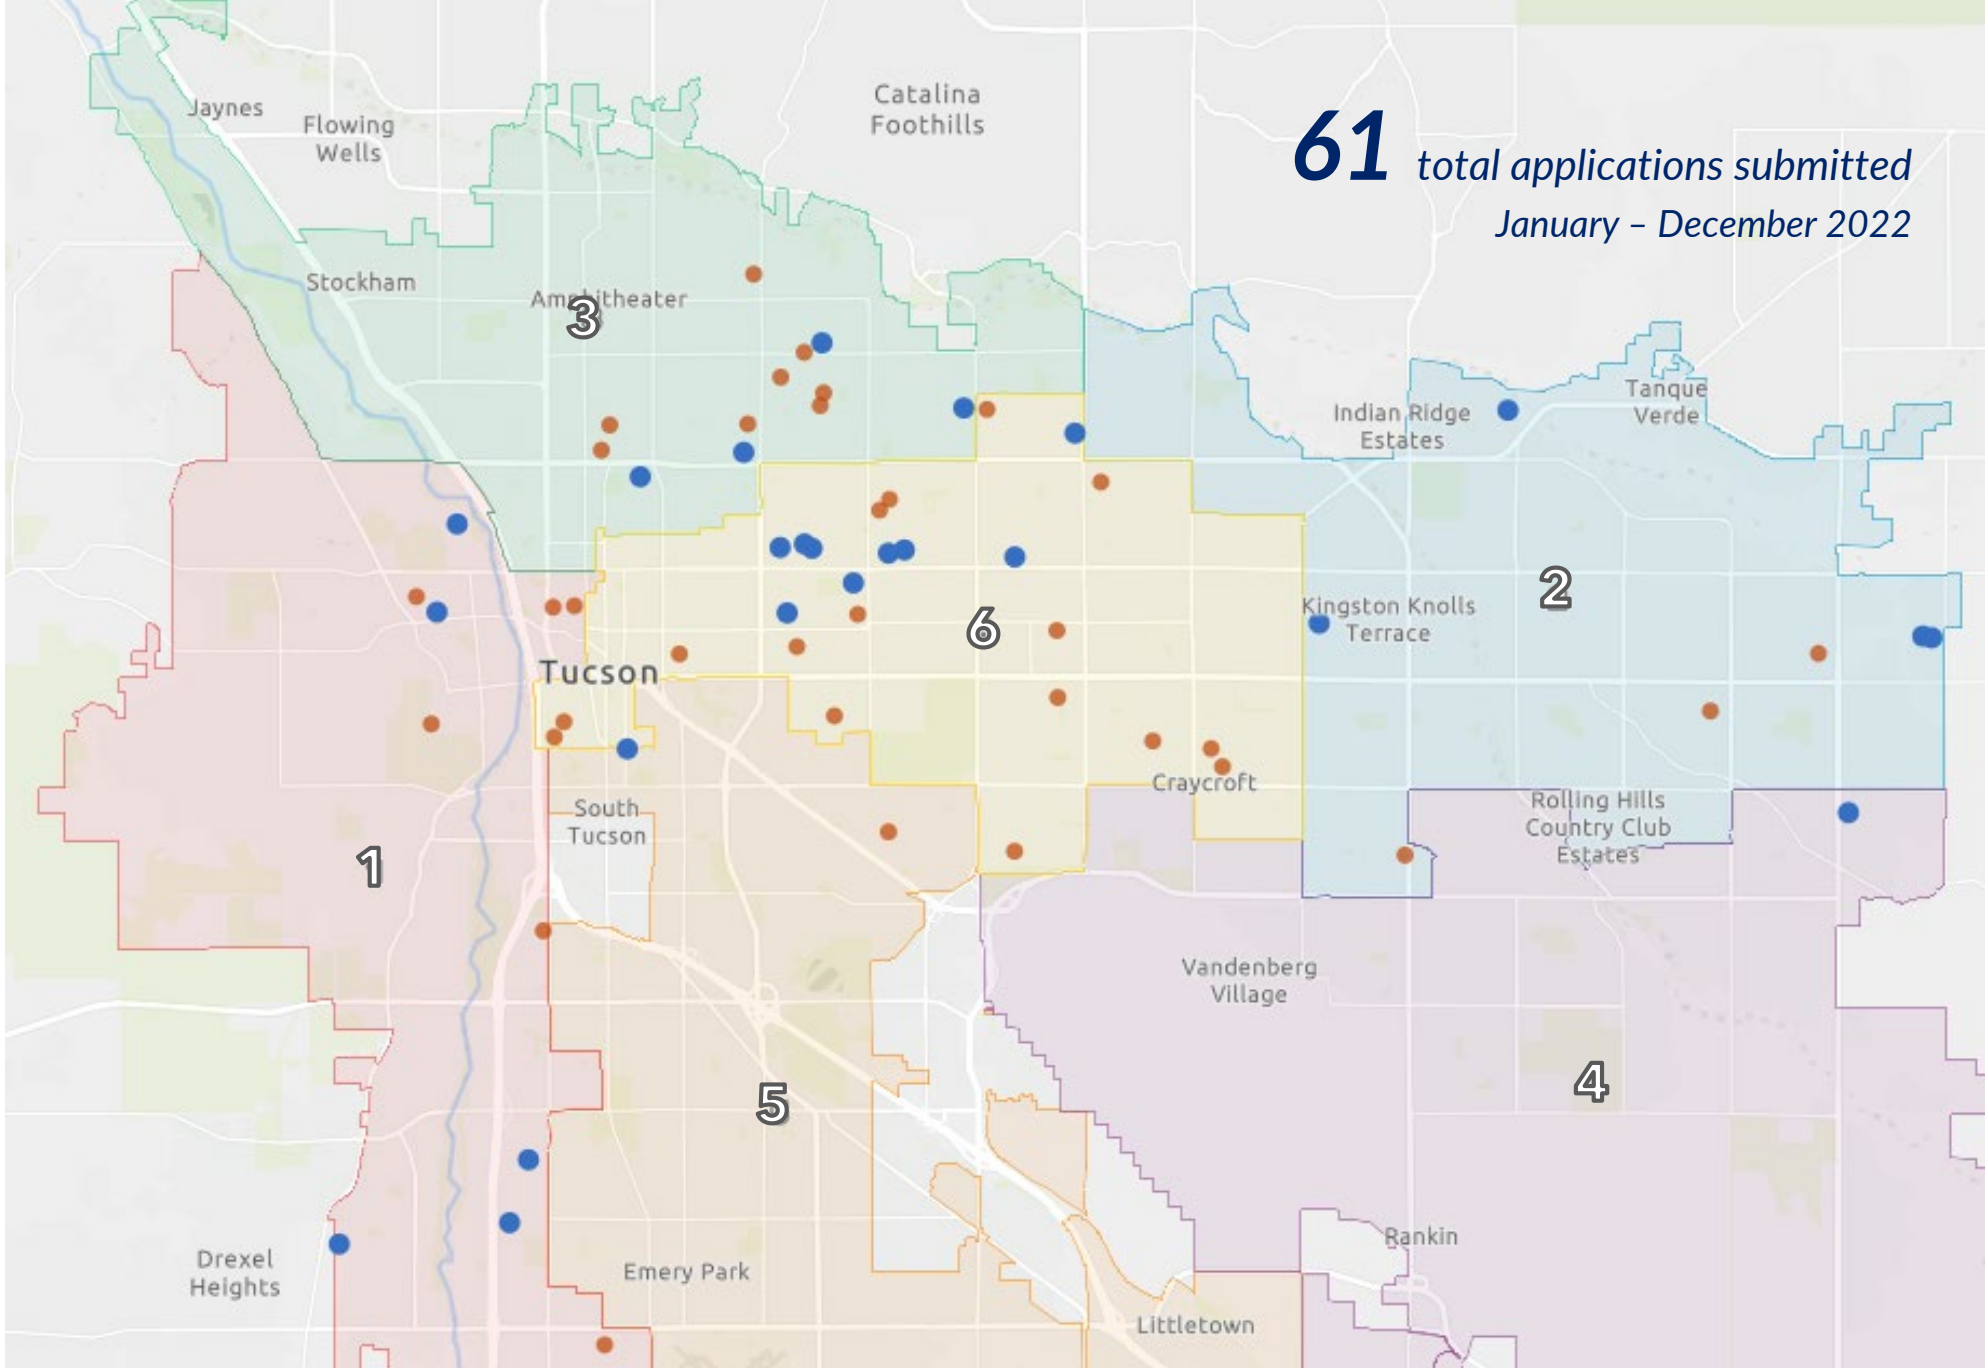 Catalina
Foothills
Jaynes
Flowing
Wells
61 total applications submitted
January – December 2022
Stockham
Amphitheater
3
Tanque
Verde
Indian Ridge
Estates
2
Kingston Knolls
Terrace
6
Tucson
Craycroft
South
Tucson
Rolling Hills
Country Club
Estates
1
Vandenberg
Village
4
5
Rankin
Drexel
Heights
Emery Park
Littletown